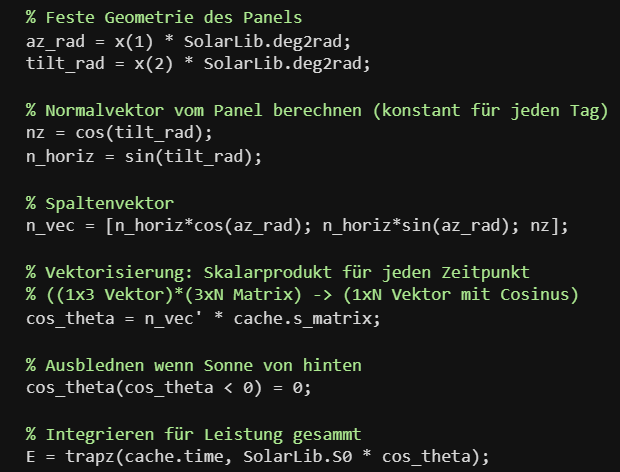 % Feste Geometrie des Panels
az_rad = x(1) * SolarLib.deg2rad;
tilt_rad = x(2) * SolarLib.deg2rad;
% Normalvektor vom Panel berechnen (konstant für jeden Tag)
nz = cos(tilt_rad);
n_horiz = sin(tilt_rad);
% Spaltenvektor
n_vec = [n_horiz*cos(az_rad); n_horiz*sin(az_rad); nz];
% Vektorisierung: Skalarprodukt für jeden Zeitpunkt
% ((1x3 Vektor)*(3xN Matrix) -> (1xN Vektor mit Cosinus)
cos_theta = n_vec' * cache.s_matrix;
% Ausblednen wenn Sonne von hinten
cos_theta(cos_theta < 0) = 0;
% Integrieren für Leistung gesammt
E = trapz(cache.time, SolarLib.S0 * cos_theta);